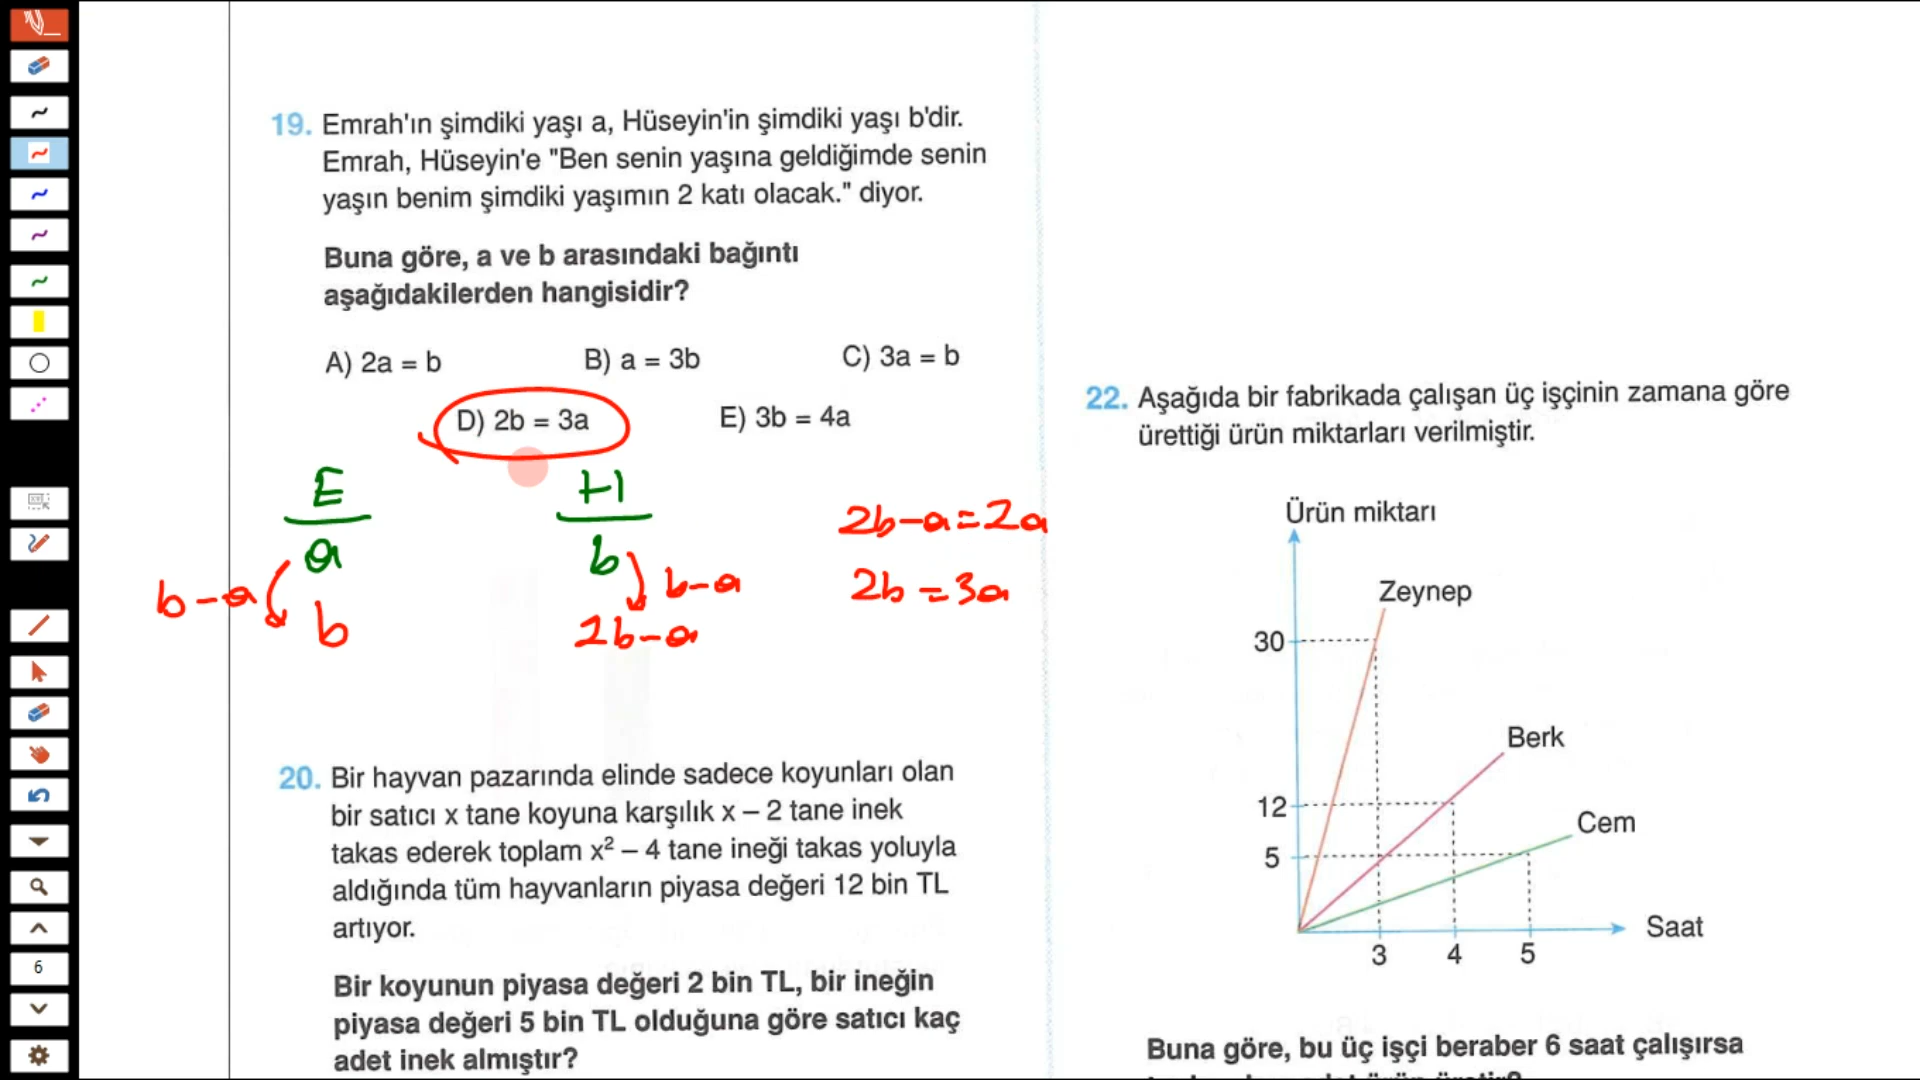 19. Emrah'ın şimdiki yaşı a, Hüseyin'in şimdiki yaşı b'dir.
Emrah, Hüseyin'e "Ben senin yaşına geldiğimde senin
yaşın benim şimdiki yaşımın 2 katı olacak." diyor.
Buna göre, a ve b arasındaki bağıntı
aşağıdakilerden hangisidir?
A) 2a = b B) a = 3b C) 3a = b
D) 2b = 3a E) 3b = 4a
E H
a b
b-a b-a
b 2b-a
2b-a=2a
2b=3a
20. Bir hayvan pazarında elinde sadece koyunları olan
bir satıcı x tane koyuna karşılık x – 2 tane inek
takas ederek toplam x² – 4 tane ineği takas yoluyla
aldığında tüm hayvanların piyasa değeri 12 bin TL
artıyor.
Bir koyunun piyasa değeri 2 bin TL, bir ineğin
piyasa değeri 5 bin TL olduğuna göre satıcı kaç
adet inek almıştır?
22. Aşağıda bir fabrikada çalışan üç işçinin zamana göre
ürettiği ürün miktarları verilmiştir.
Ürün miktarı
Zeynep
30
Berk
12
Cem
5
Saat
3 4 5
Buna göre, bu üç işçi beraber 6 saat çalışırsa
6